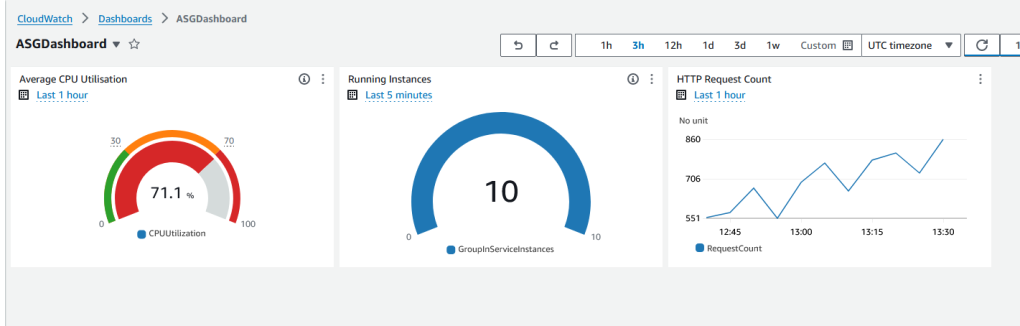 CloudWatch > Dashboards > ASGDashboard
ASGDashboard
1h 3h 12h 1d 3d 1w Custom UTC timezone 1
Average CPU Utilisation
Last 1 hour
30 70
71.1 %
0 100
CPUUtilization
Running Instances
Last 5 minutes
10
0 10
GroupInServiceInstances
HTTP Request Count
Last 1 hour
No unit
860
706
551
12:45 13:00 13:15 13:30
RequestCount